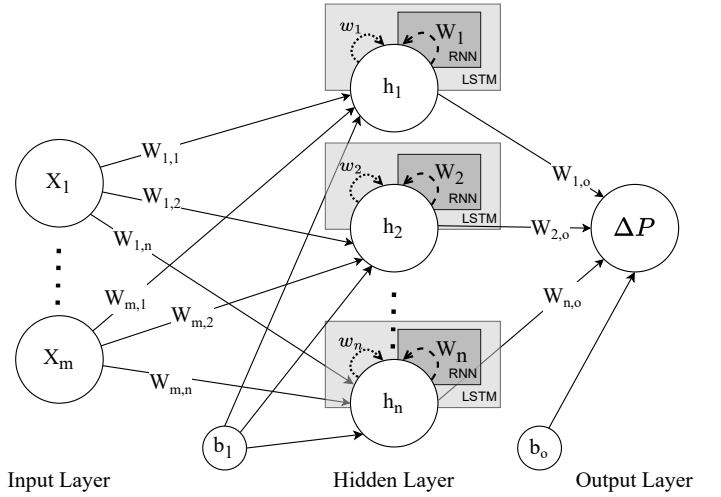 w₁
W₁
RNN
LSTM
h₁
W₁,₁
X₁
W₁,₂
W₁,ₙ
w₂
W₂
RNN
LSTM
h₂
W₁,ₒ
W₂,ₒ
ΔP
Wₘ,₁
Wₘ,₂
Xₘ
Wₘ,ₙ
wₙ
Wₙ
RNN
LSTM
hₙ
Wₙ,ₒ
b₁
bₒ
Input Layer
Hidden Layer
Output Layer